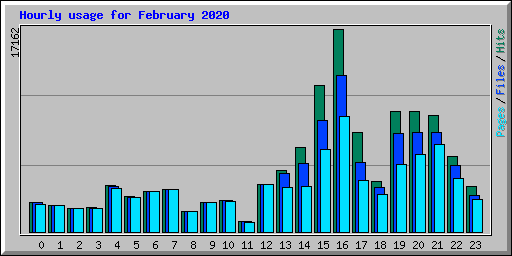 Hourly usage for February 2020
17162
Pages / Files / Hits
0 1 2 3 4 5 6 7 8 9 10 11 12 13 14 15 16 17 18 19 20 21 22 23